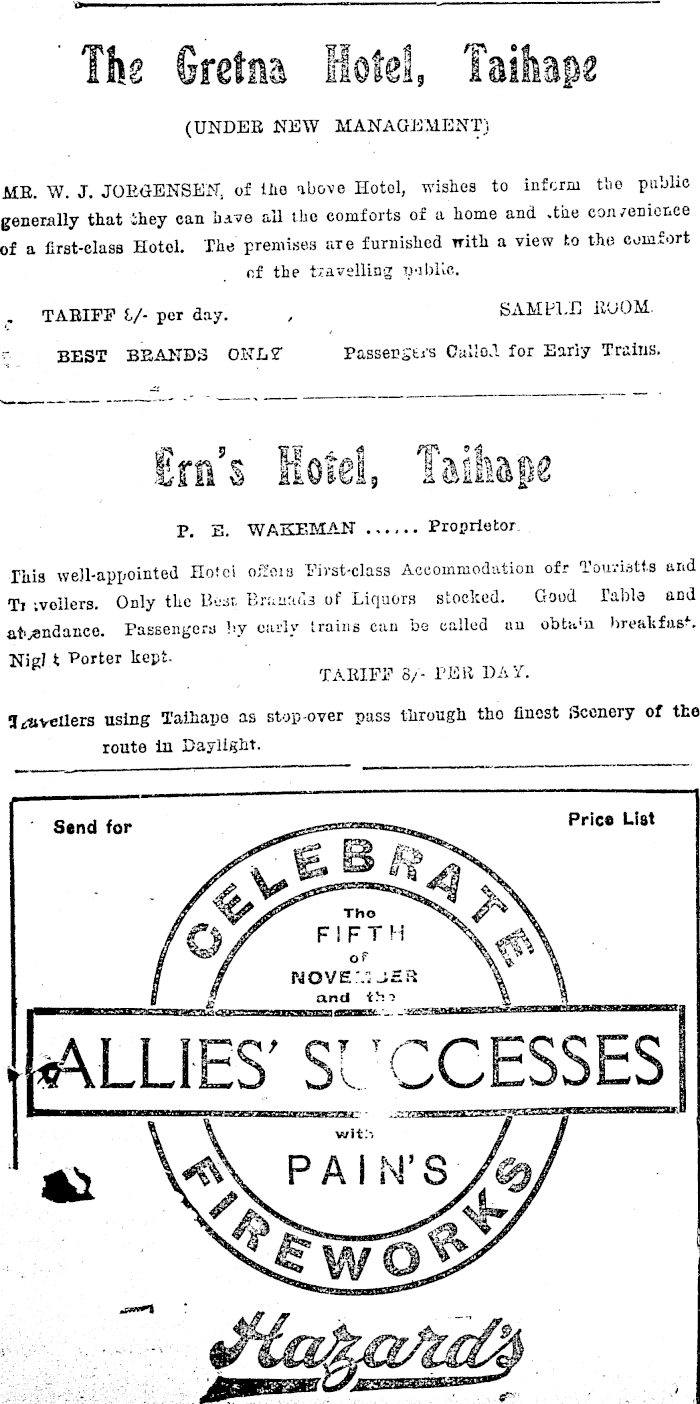 The Gretna Hotel, Taihape
(UNDER NEW MANAGEMENT)
MR. W. J. JORGENSEN, of the above Hotel, wishes to inform the public
generally that they can have all the comforts of a home and .the convenience
of a first-class Hotel. The premises are furnished with a view to the comfort
of the travelling public.
TARIFF 8/- per day.
SAMPLE ROOM.
BEST BRANDS ONLY
Passengers Called for Early Trains.
Ern's Hotel, Taihape
P. E. WAKEMAN ...... Proprietor.
This well-appointed Hotel offers First-class Accommodation ofr Touristts and
Travellers. Only the Best Branads of Liquors stocked. Good Table and
attendance. Passengers by early trains can be called an obtain breakfast.
Night Porter kept.
TARIFF 8/- PER DAY.
Travellers using Taihape as stop-over pass through the finest Scenery of the
route in Daylight.
Send for
Price List
CELEBRATE
The
FIFTH
of
NOVEMBER
and the
ALLIES' SUCCESSES
with
PAIN'S
FIREWORKS
Hazard's